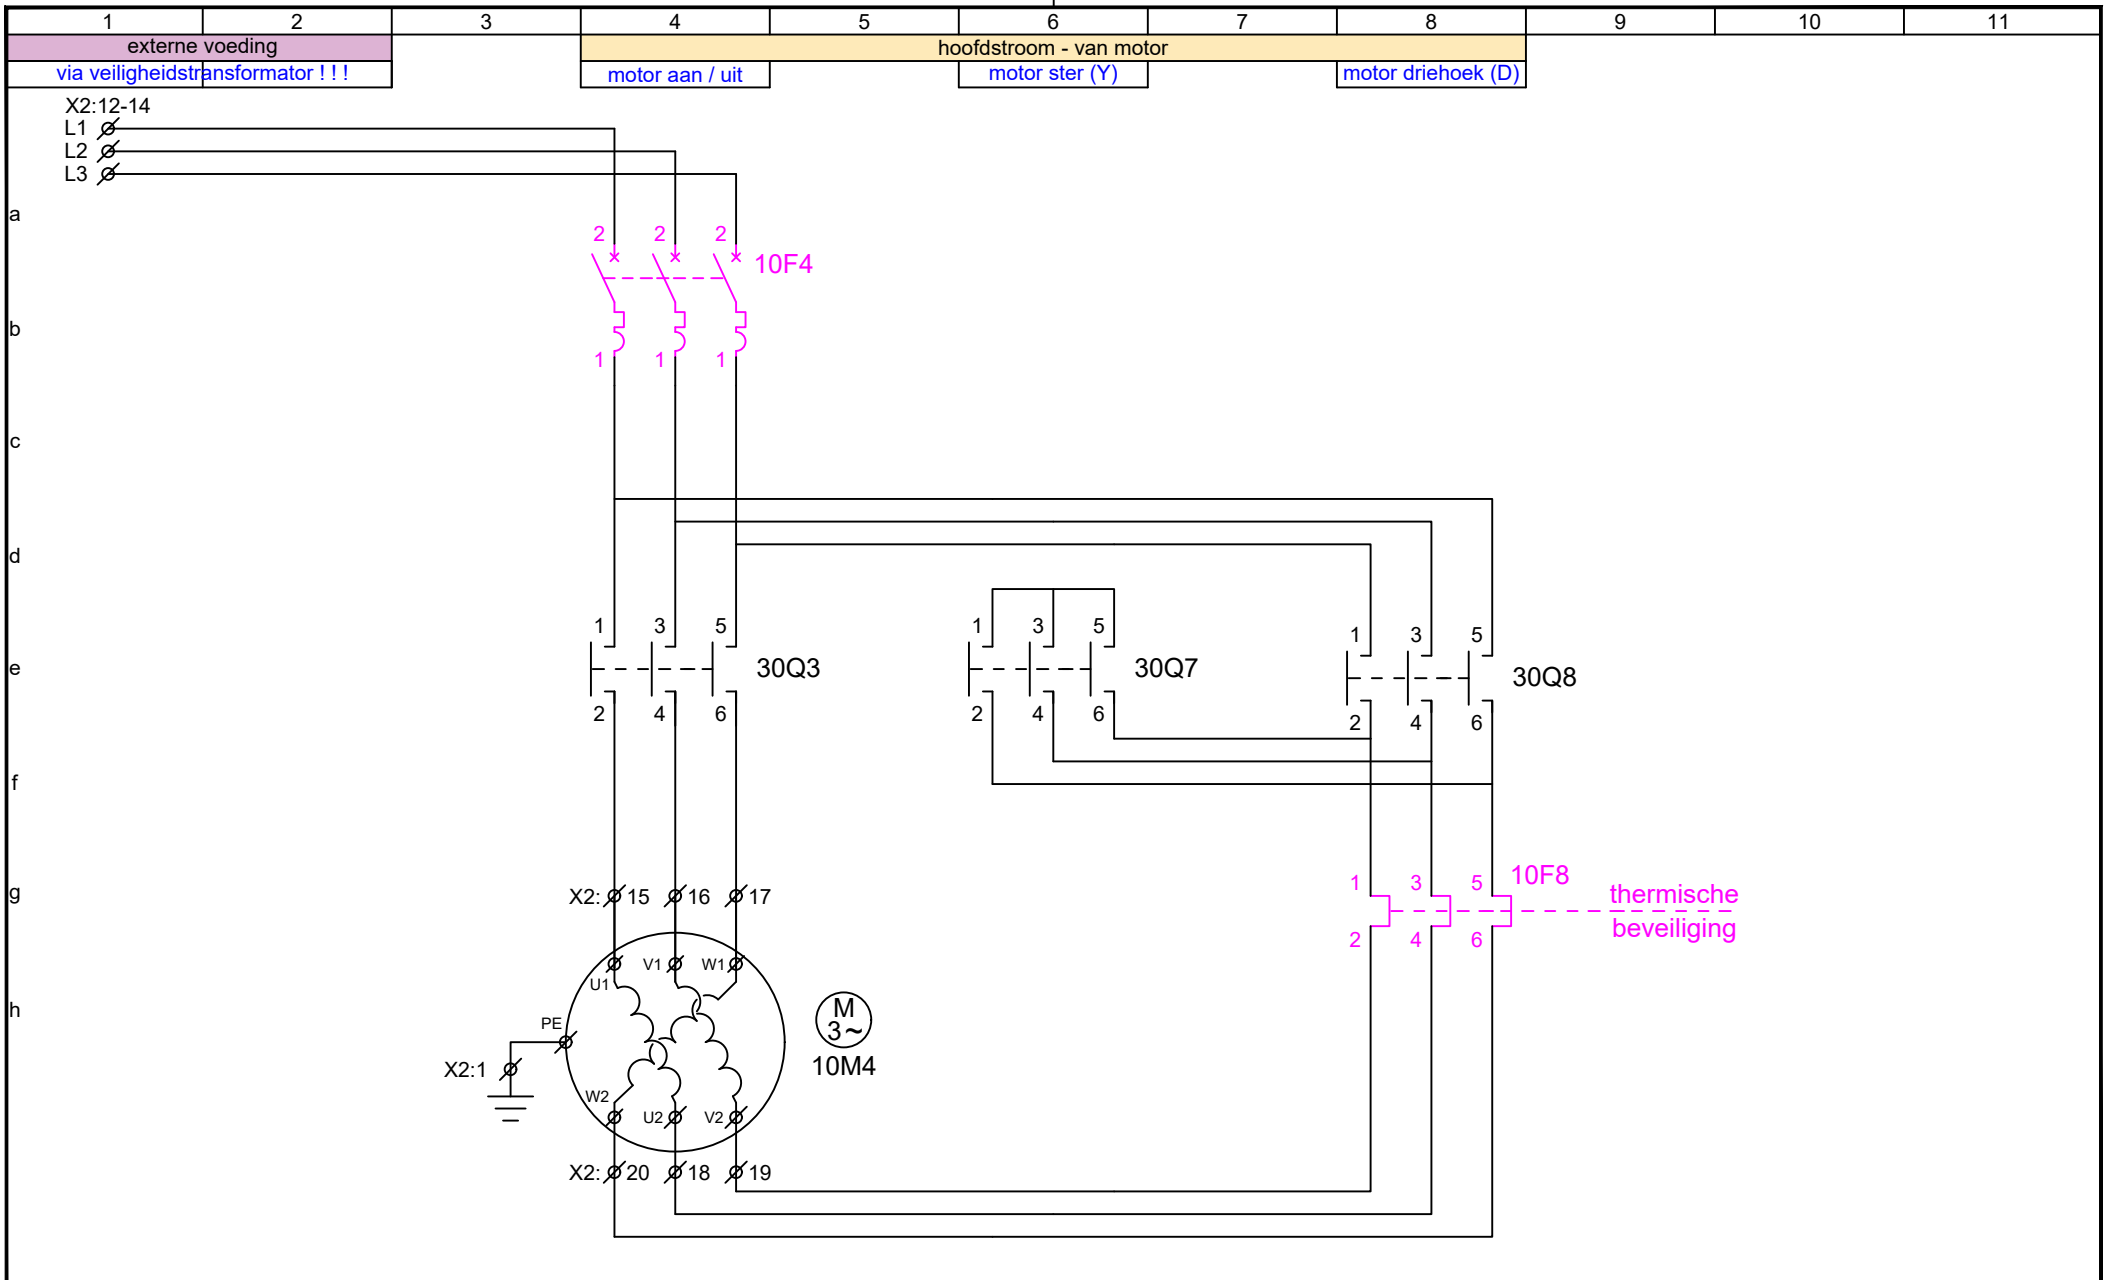 1 2 3 4 5 6 7 8 9 10 11
externe voeding hoofdstroom - van motor
via veiligheidstransformator ! ! ! motor aan / uit motor ster (Y) motor driehoek (D)
X2:12-14
L1
L2
L3
a
2 2 2 10F4
b
1 1 1
c
d
1 3 5 1 3 5 1 3 5
e 30Q3 30Q7 30Q8
2 4 6 2 4 6 2 4 6
f
g X2: 15 16 17 1 3 5 10F8
thermische
beveiliging
2 4 6
U1 V1 W1
h
PE M
3~
10M4
X2:1
W2 U2 V2
X2: 20 18 19